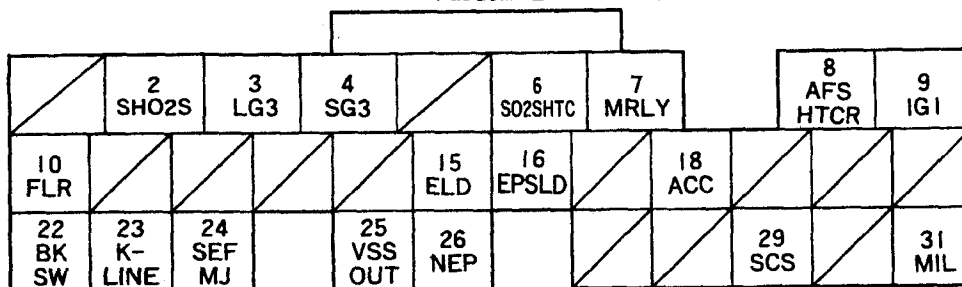 2
SHO2S
3
LG3
4
SG3
6
SO2SHTC
7
MRLY
8
AFS
HTCR
9
IG1
10
FLR
15
ELD
16
EPSLD
18
ACC
22
BK
SW
23
K-
LINE
24
SEF
MJ
25
VSS
OUT
26
NEP
29
SCS
31
MIL